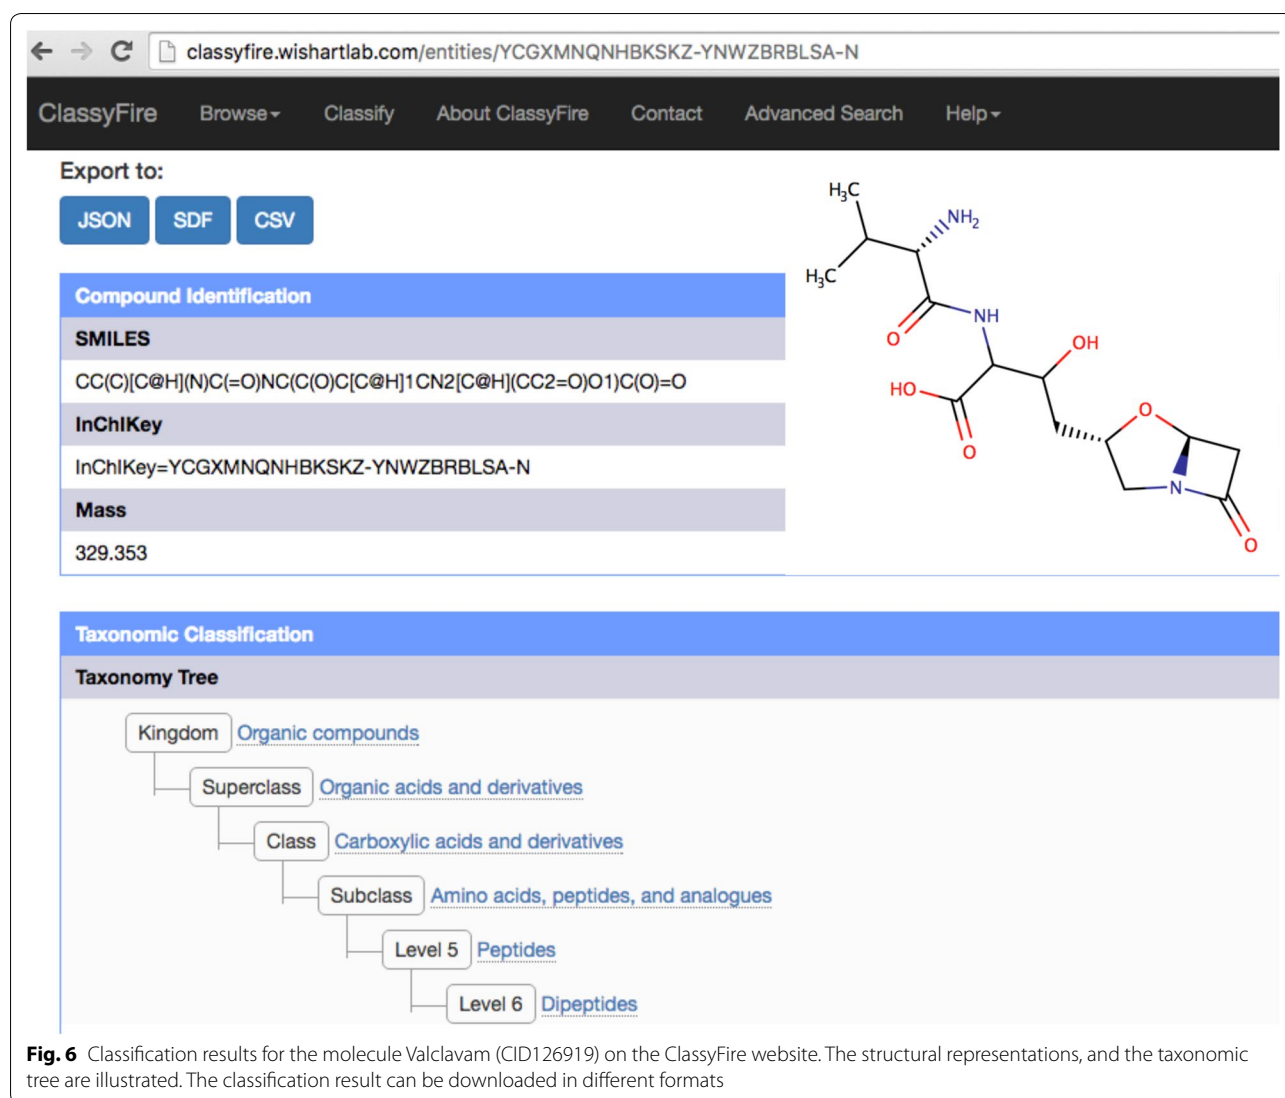 classyfire.wishartlab.com/entities/YCGXMNQNHBKSKZ-YNWZBRBLSA-N
ClassyFire Browse Classify About ClassyFire Contact Advanced Search Help
Export to:
JSON SDF CSV
Compound Identification
SMILES
CC(C)[C@H](N)C(=O)NC(C(O)C[C@H]1CN2[C@H](CC2=O)O1)C(O)=O
InChIKey
InChIKey=YCGXMNQNHBKSKZ-YNWZBRBLSA-N
Mass
329.353
H3C
NH2
H3C
O
NH
OH
HO
O
O
N
O
Taxonomic Classification
Taxonomy Tree
Kingdom Organic compounds
Superclass Organic acids and derivatives
Class Carboxylic acids and derivatives
Subclass Amino acids, peptides, and analogues
Level 5 Peptides
Level 6 Dipeptides
Fig. 6 Classification results for the molecule Valclavam (CID126919) on the ClassyFire website. The structural representations, and the taxonomic
tree are illustrated. The classification result can be downloaded in different formats